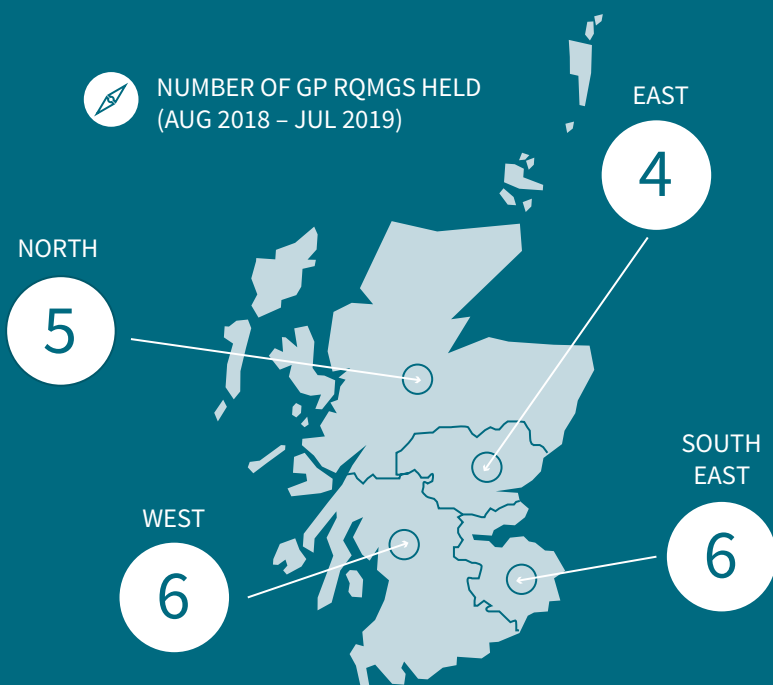 NUMBER OF GP RQMGS HELD
(AUG 2018 – JUL 2019)
EAST
4
NORTH
5
SOUTH
EAST
6
WEST
6